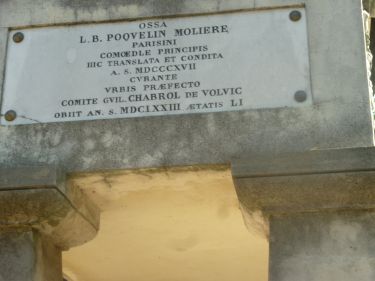 OSSA
L. B. POQVELIN MOLIERE
PARISINI
COMOEDLE PRINCIPIS
HIC TRANSLATA ET CONDITA
A. S. MDCCCXVII
CVRANTE
VRBIS PRÆFECTO
COMITE GVIL. CHABROL DE VOLVIC
OBIIT AN. S. MDCLXXIII ÆTATIS LI